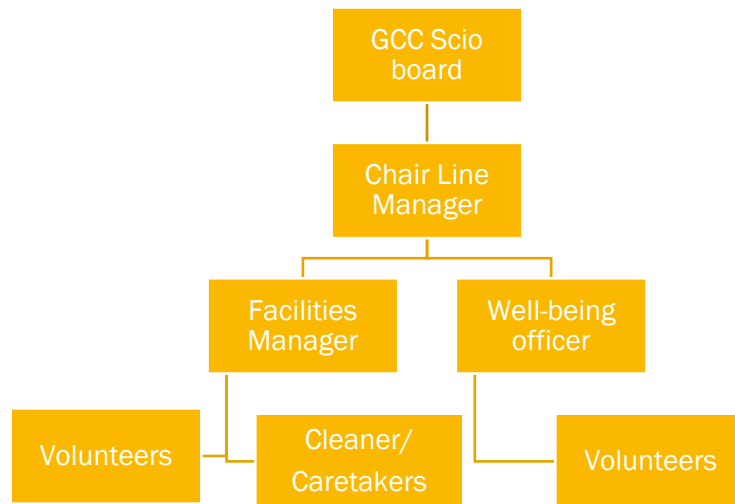 GCC Scio
board
Chair Line
Manager
Facilities
Manager
Well-being
officer
Volunteers
Cleaner/
Caretakers
Volunteers